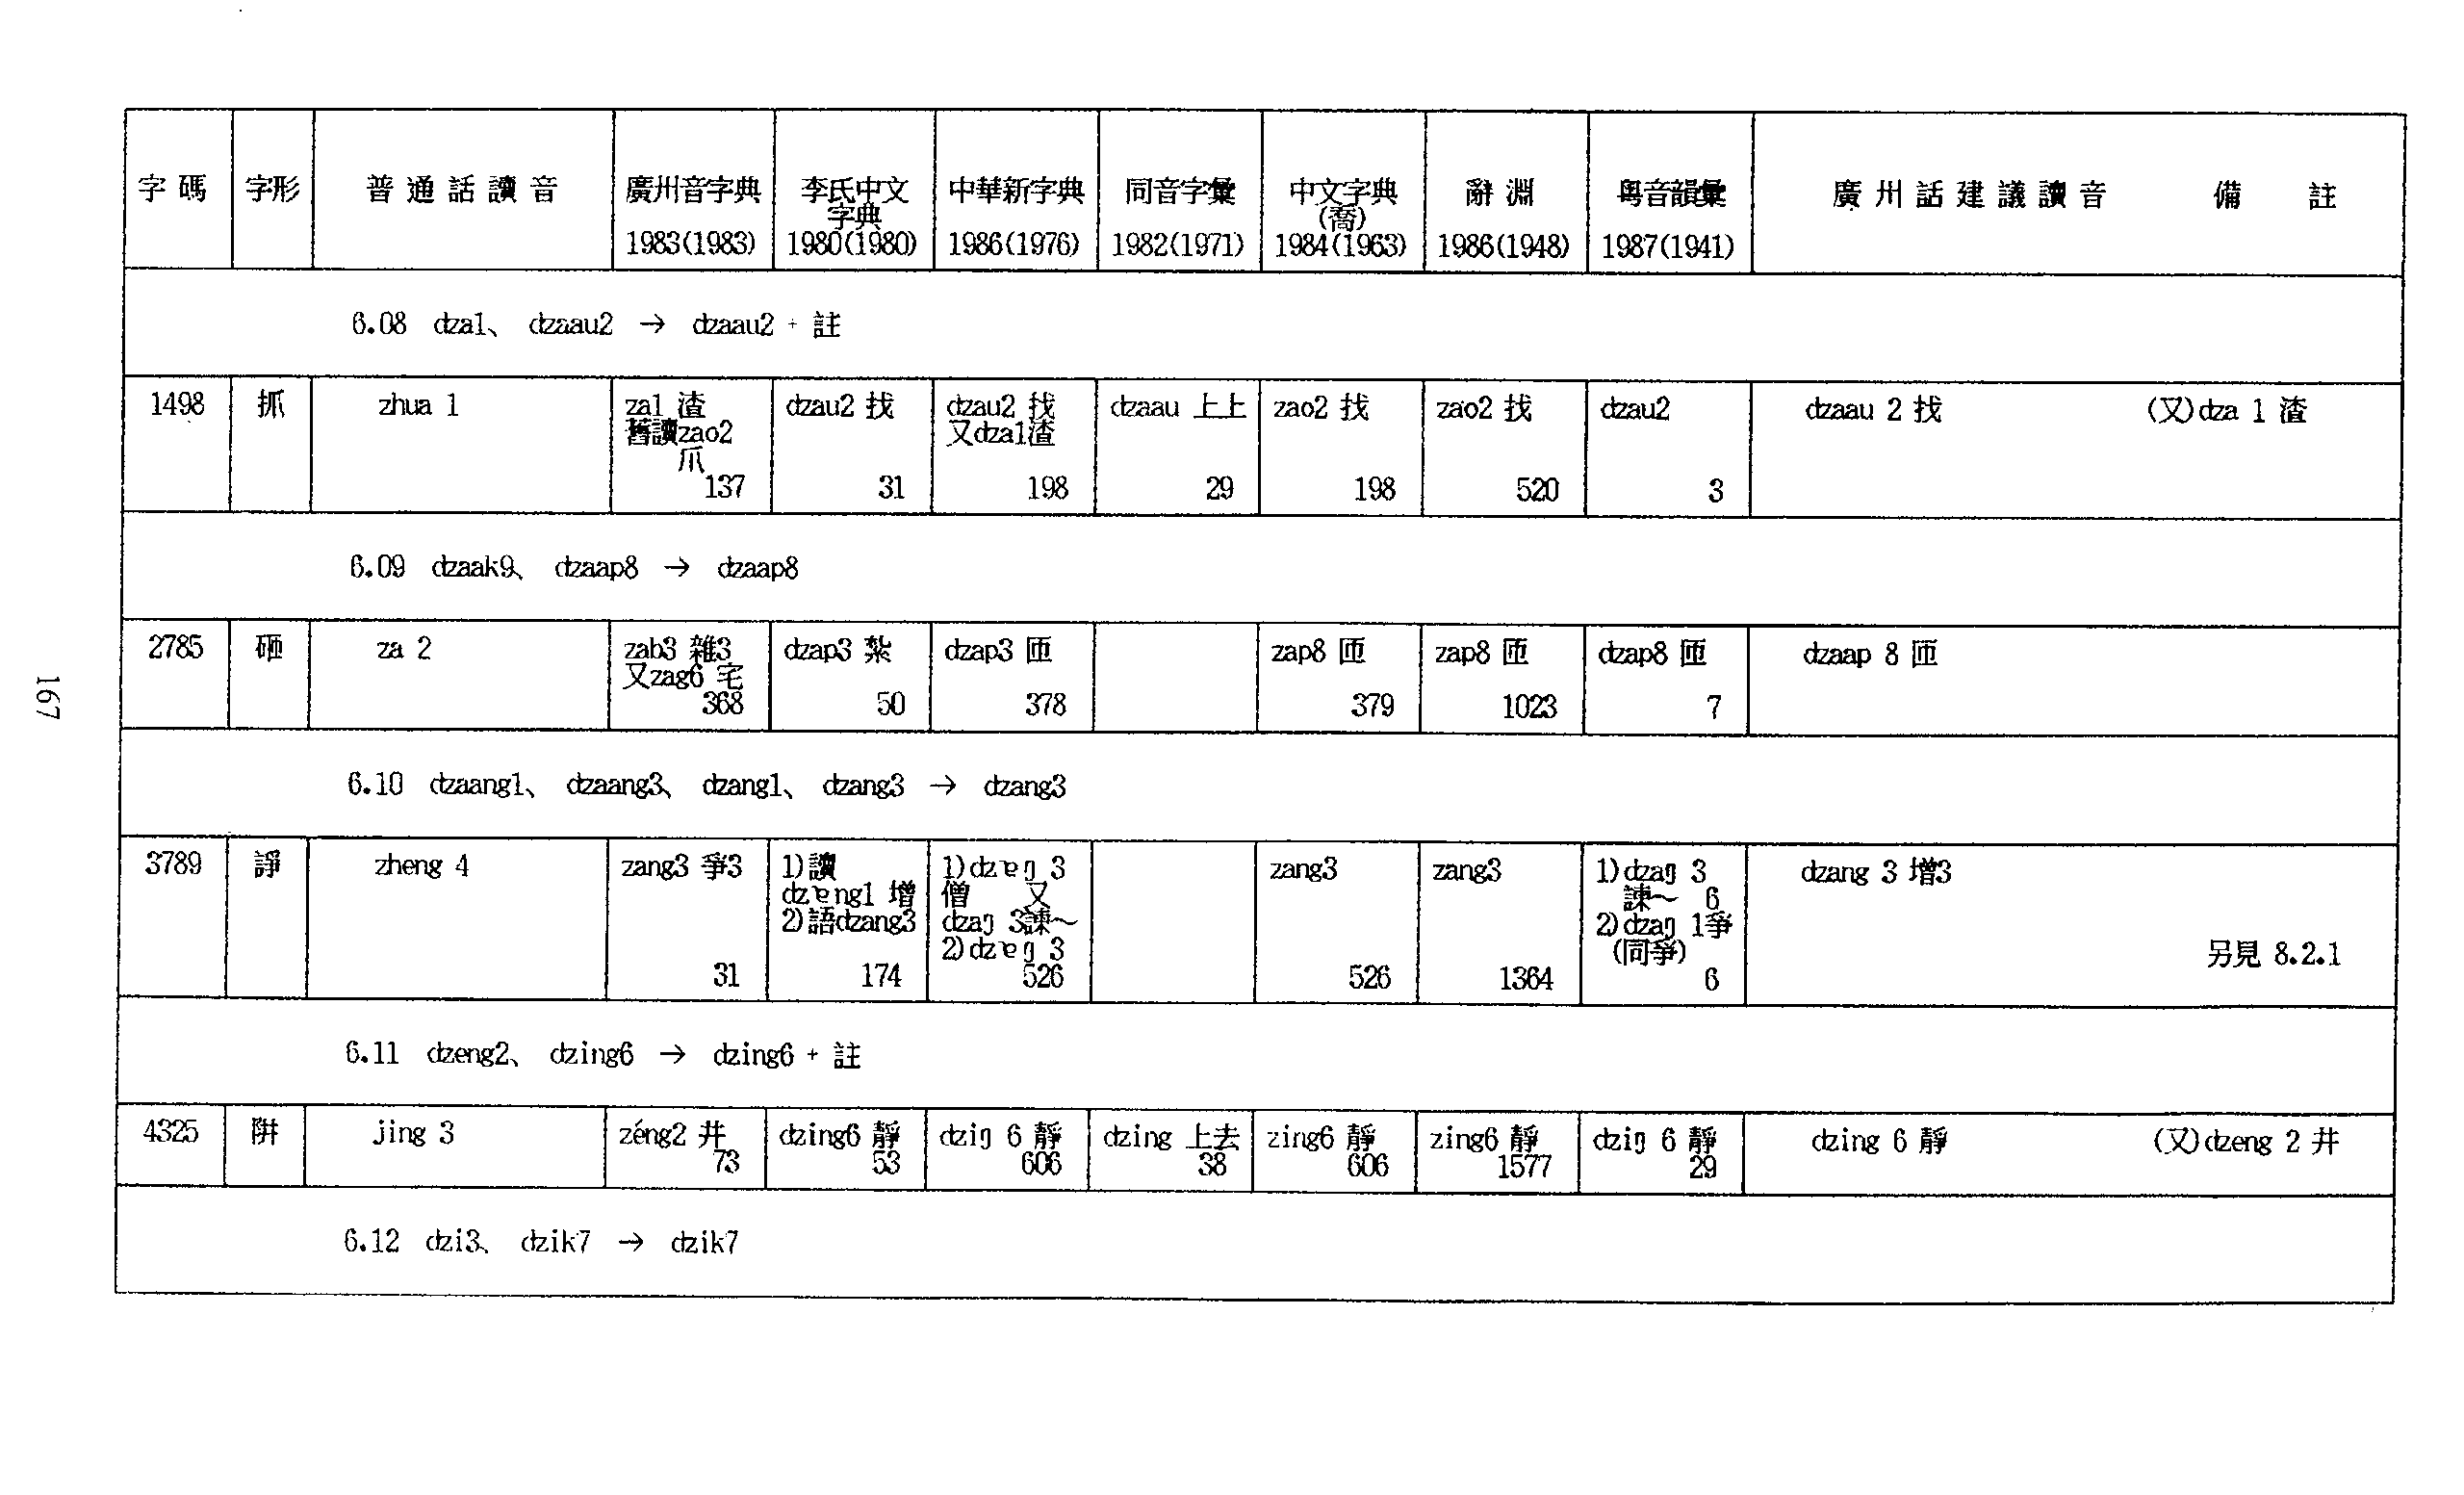 字碼 字形 普通話讀音 廣州音字典 1983(1983) 李氏中文字典 1980(1980) 中華新字典 1986(1976) 同音字彙 1982(1971) 中文字典(喬) 1984(1963) 辭淵 1986(1948) 粵音韻彙 1987(1941) 廣州話建議讀音 備註
6.08 dza1、 dzaau2 → dzaau2 + 註
1498 抓 zhua 1 za1 渣 舊讀zao2 爪 137 dzau2 找 31 dzau2 找 又dza1渣 198 dzaau 上上 29 zao2 找 198 zao2 找 520 dzau2 3 dzaau 2 找 (又)dza 1 渣
6.09 dzaak9、 dzaap8 → dzaap8
2785 砸 za 2 zab3 雜3 又zag6 宅 368 dzap3 紮 50 dzap3 匝 378 zap8 匝 379 zap8 匝 1023 dzap8 匝 7 dzaap 8 匝
6.10 dzaang1、 dzaang3、 dzang1、 dzang3 → dzang3
3789 諍 zheng 4 zang3 爭3 31 1)讀 dzɐng1 增 2)語dzang3 174 1)dzɐŋ 3 僧 又 dzaŋ 3諫～ 2)dzɐŋ 3 526 zang3 526 zang3 1364 1)dzaŋ 3 諫～ 6 2)dzaŋ 1爭 (同爭) 6 dzang 3 增3 另見 8.2.1
6.11 dzeng2、 dzing6 → dzing6 + 註
4325 阱 jing 3 zéng2 井 73 dzing6 靜 53 dziŋ 6 靜 606 dzing 上去 38 zing6 靜 606 zing6 靜 1577 dziŋ 6 靜 29 dzing 6 靜 (又)dzeng 2 井
6.12 dzi3、 dzik7 → dzik7
167